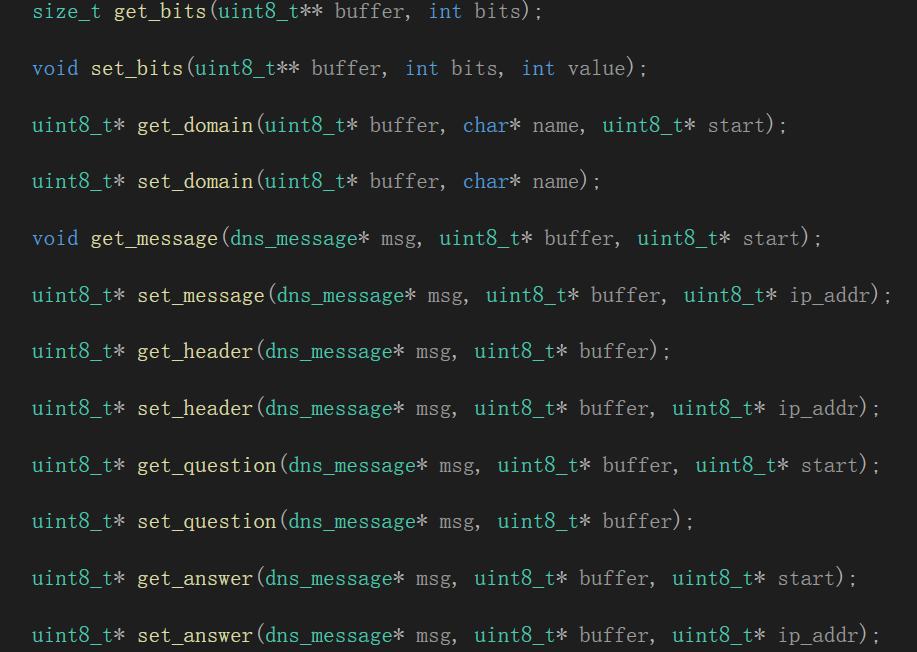 size_t get_bits(uint8_t** buffer, int bits);
void set_bits(uint8_t** buffer, int bits, int value);
uint8_t* get_domain(uint8_t* buffer, char* name, uint8_t* start);
uint8_t* set_domain(uint8_t* buffer, char* name);
void get_message(dns_message* msg, uint8_t* buffer, uint8_t* start);
uint8_t* set_message(dns_message* msg, uint8_t* buffer, uint8_t* ip_addr);
uint8_t* get_header(dns_message* msg, uint8_t* buffer);
uint8_t* set_header(dns_message* msg, uint8_t* buffer, uint8_t* ip_addr);
uint8_t* get_question(dns_message* msg, uint8_t* buffer, uint8_t* start);
uint8_t* set_question(dns_message* msg, uint8_t* buffer);
uint8_t* get_answer(dns_message* msg, uint8_t* buffer, uint8_t* start);
uint8_t* set_answer(dns_message* msg, uint8_t* buffer, uint8_t* ip_addr);